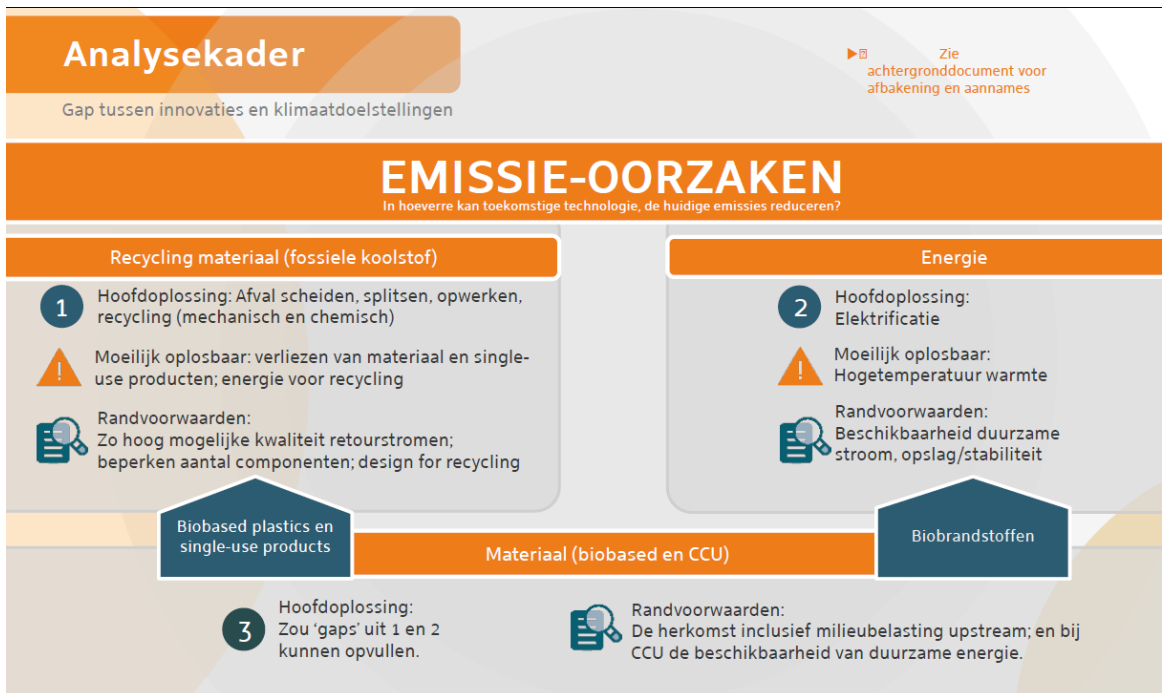 Analysekader
Gap tussen innovaties en klimaatdoelstellingen
Zie
achtergronddocument voor
afbakening en aannames
EMISSIE-OORZAKEN
In hoeverre kan toekomstige technologie, de huidige emissies reduceren?
Recycling materiaal (fossiele koolstof)
1
Hoofdoplossing: Afval scheiden, splitsen, opwerken,
recycling (mechanisch en chemisch)
Moeilijk oplosbaar: verliezen van materiaal en single-
use producten; energie voor recycling
Randvoorwaarden:
Zo hoog mogelijke kwaliteit retourstromen;
beperken aantal componenten; design for recycling
Energie
2
Hoofdoplossing:
Elektrificatie
Moeilijk oplosbaar:
Hogetemperatuur warmte
Randvoorwaarden:
Beschikbaarheid duurzame
stroom, opslag/stabiliteit
Biobased plastics en
single-use products
Materiaal (biobased en CCU)
Biobrandstoffen
3
Hoofdoplossing:
Zou ‘gaps’ uit 1 en 2
kunnen opvullen.
Randvoorwaarden:
De herkomst inclusief milieubelasting upstream; en bij
CCU de beschikbaarheid van duurzame energie.